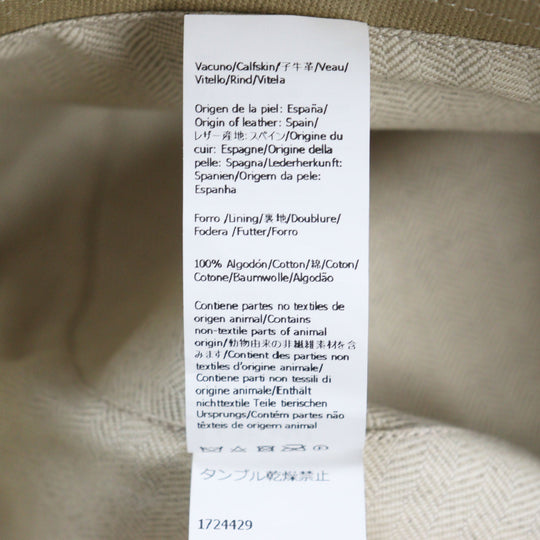 Vacuno/Calfskin/子牛革/Veau/
Vitello/Rind/Vitela
Origen de la piel: España/
Origin of leather: Spain/
レザー産地:スペイン/Origine du
cuir: Espagne/Origine della
pelle: Spagna/Lederherkunft:
Spanien/Origem da pele:
Espanha
Forro /Lining/裏地/Doublure/
Fodera /Futter/Forro
100% Algodón/Cotton/綿/Coton/
Cotone/Baumwolle/Algodão
Contiene partes no textiles de
origen animal/Contains
non-textile parts of animal
origin/動物由来の非繊維素材を含
みます/Contient des parties non
textiles d'origine animale/
Contiene parti non tessili di
origine animale/Enthält
nichttextile Teile tierischen
Ursprungs/Contém partes não
têxteis de origem animal
タンブル乾燥禁止
1724429